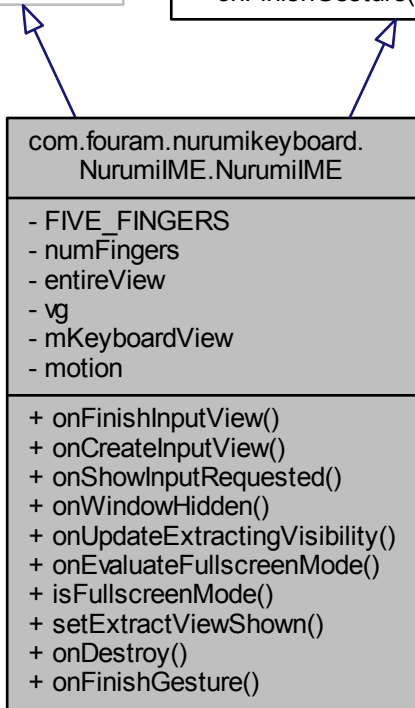 com.fouram.nurumikeyboard.
NurumiIME.NurumiIME
- FIVE_FINGERS
- numFingers
- entireView
- vg
- mKeyboardView
- motion
+ onFinishInputView()
+ onCreateInputView()
+ onShowInputRequested()
+ onWindowHidden()
+ onUpdateExtractingVisibility()
+ onEvaluateFullscreenMode()
+ isFullscreenMode()
+ setExtractViewShown()
+ onDestroy()
+ onFinishGesture()